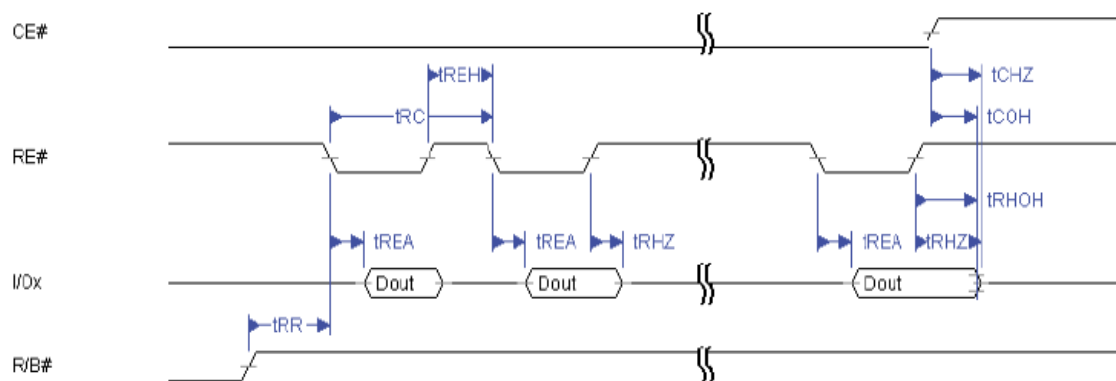 CE#
tREH
tCHZ
tRC
tCOH
RE#
tRHOH
tREA
tREA
tRHZ
tREA
tRHZ
I/Ox
Dout
Dout
Dout
tRR
R/B#